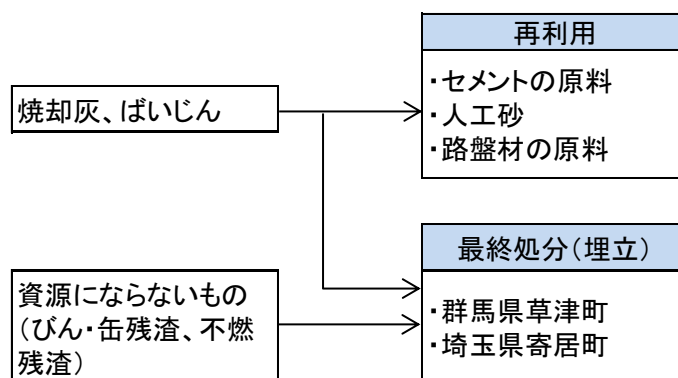 再利用
焼却灰、ばいじん
・セメントの原料
・人工砂
・路盤材の原料
最終処分(埋立)
資源にならないもの
(びん・缶残渣、不燃
残渣)
・群馬県草津町
・埼玉県寄居町